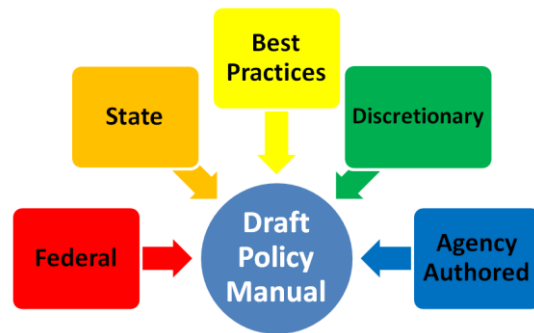 Best
Practices
State
Discretionary
Federal
Draft
Policy
Manual
Agency
Authored